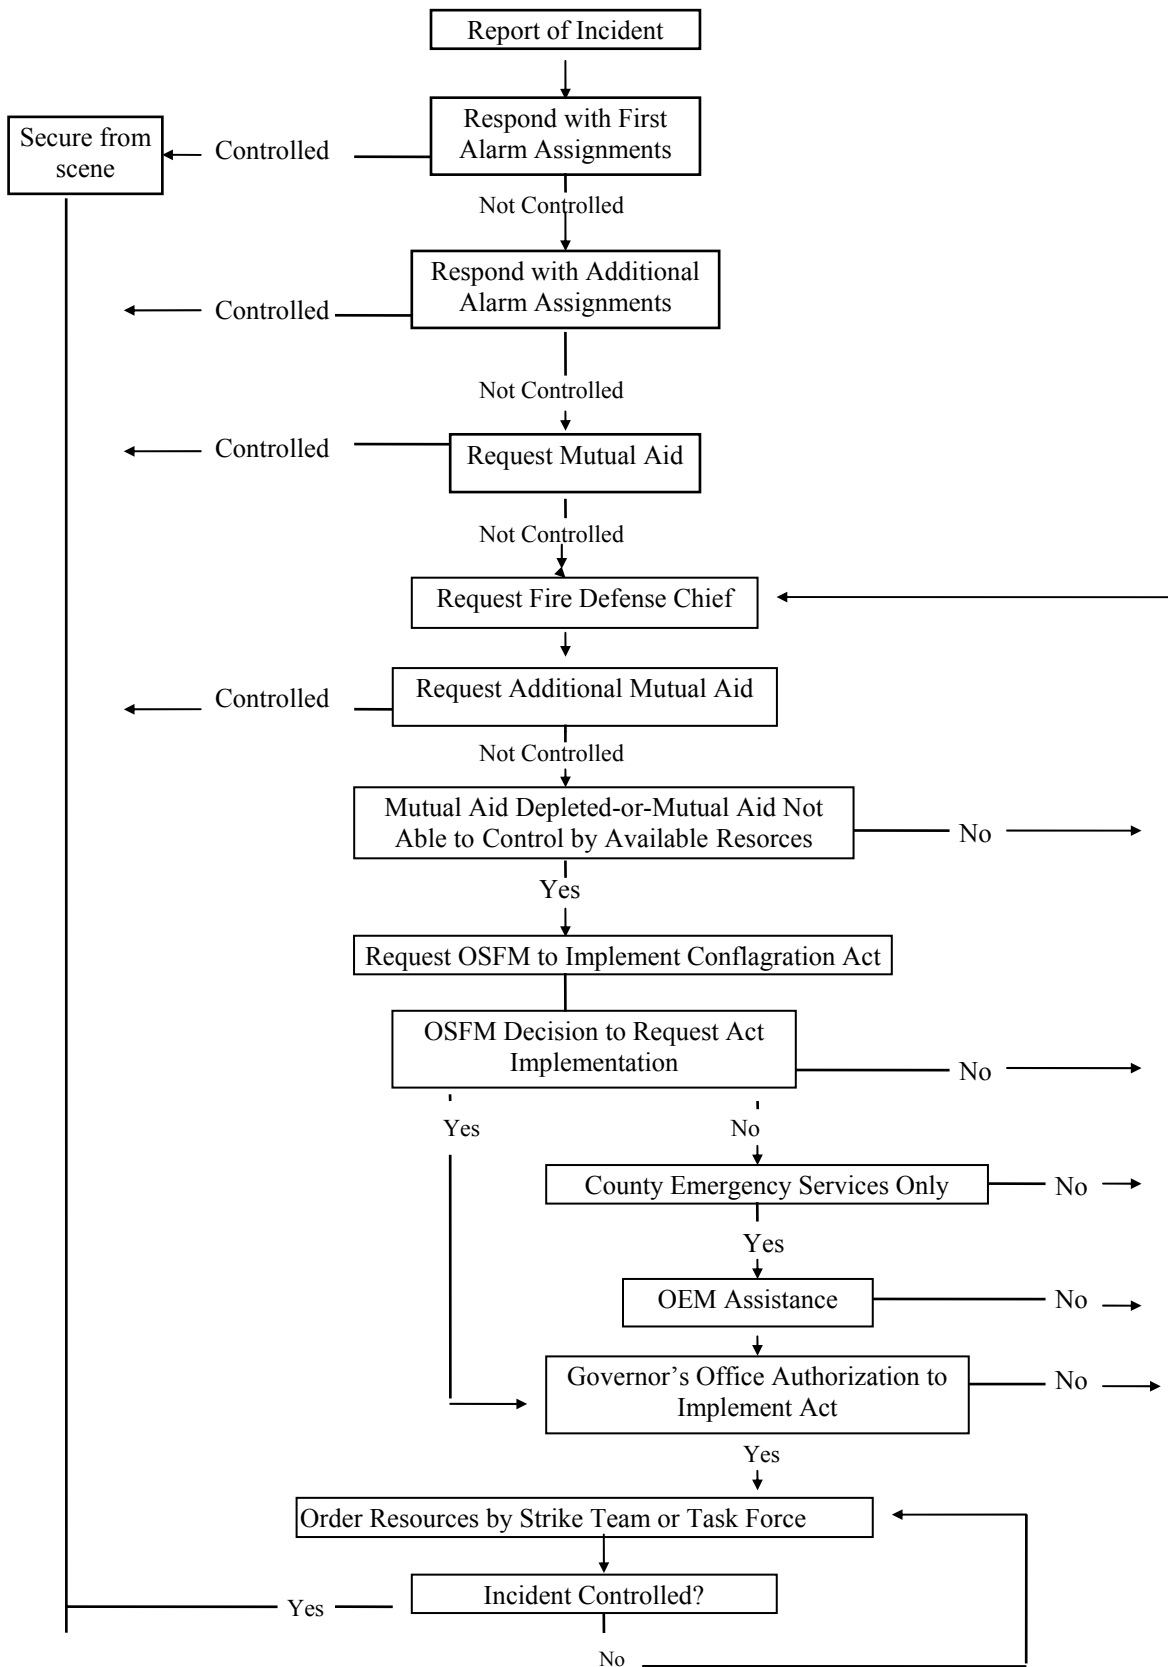 Report of Incident
Respond with First
Alarm Assignments
Secure from
scene
Controlled
Not Controlled
Respond with Additional
Alarm Assignments
Controlled
Not Controlled
Controlled
Request Mutual Aid
Not Controlled
Request Fire Defense Chief
Request Additional Mutual Aid
Controlled
Not Controlled
Mutual Aid Depleted-or-Mutual Aid Not
Able to Control by Available Resorces
No
Yes
Request OSFM to Implement Conflagration Act
OSFM Decision to Request Act
Implementation
No
Yes
No
County Emergency Services Only
No
Yes
OEM Assistance
No
Governor’s Office Authorization to
Implement Act
No
Yes
Order Resources by Strike Team or Task Force
Incident Controlled?
Yes
No